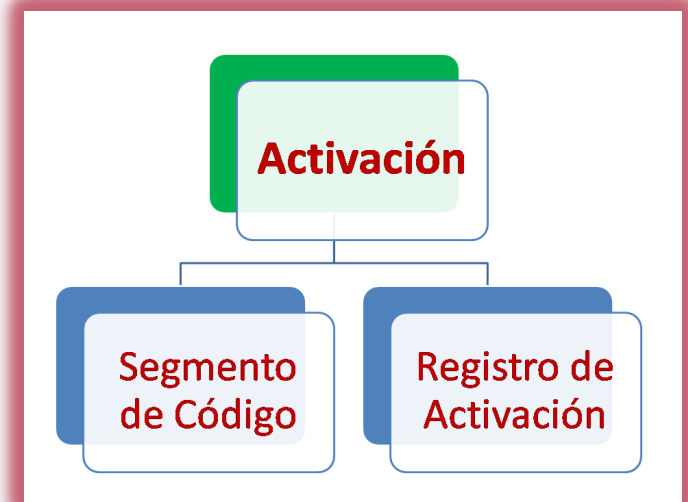 Activación
Segmento
de Código
Registro de
Activación